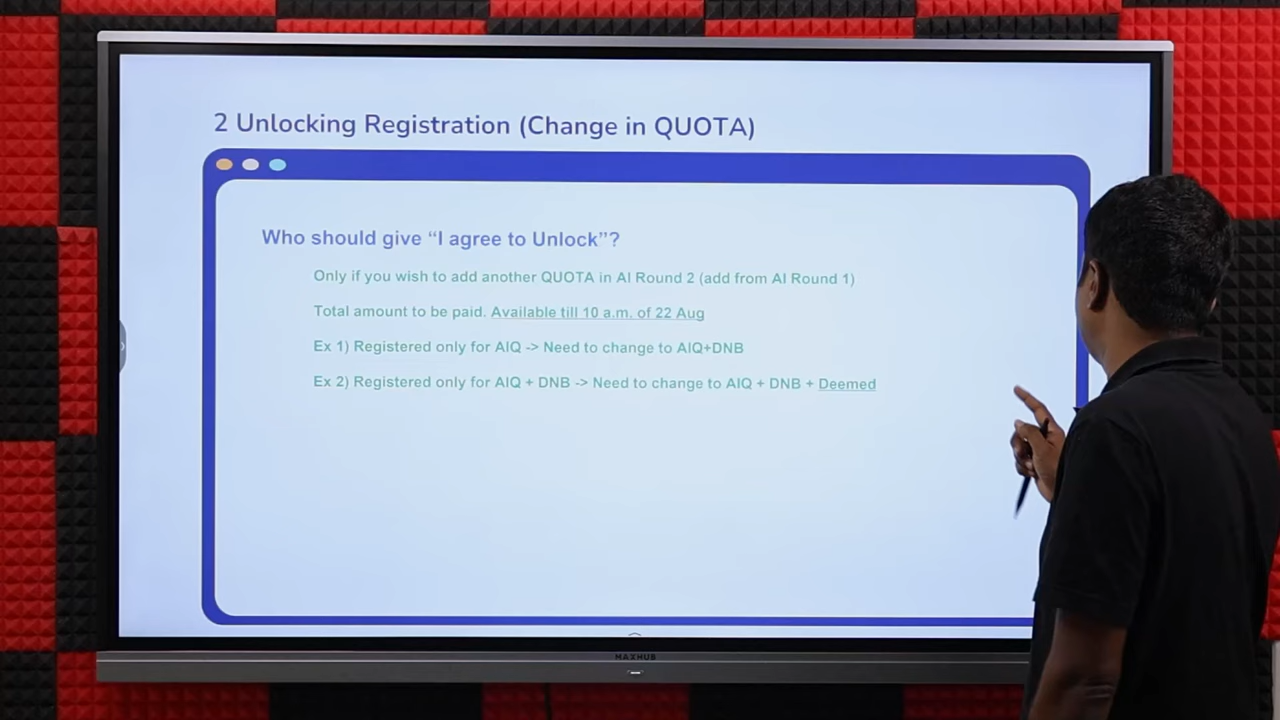 2 Unlocking Registration (Change in QUOTA)
Who should give “I agree to Unlock”?
Only if you wish to add another QUOTA in AI Round 2 (add from AI Round 1)
Total amount to be paid. Available till 10 a.m. of 22 Aug
Ex 1) Registered only for AIQ -> Need to change to AIQ+DNB
Ex 2) Registered only for AIQ + DNB -> Need to change to AIQ + DNB + Deemed
MAXHUB